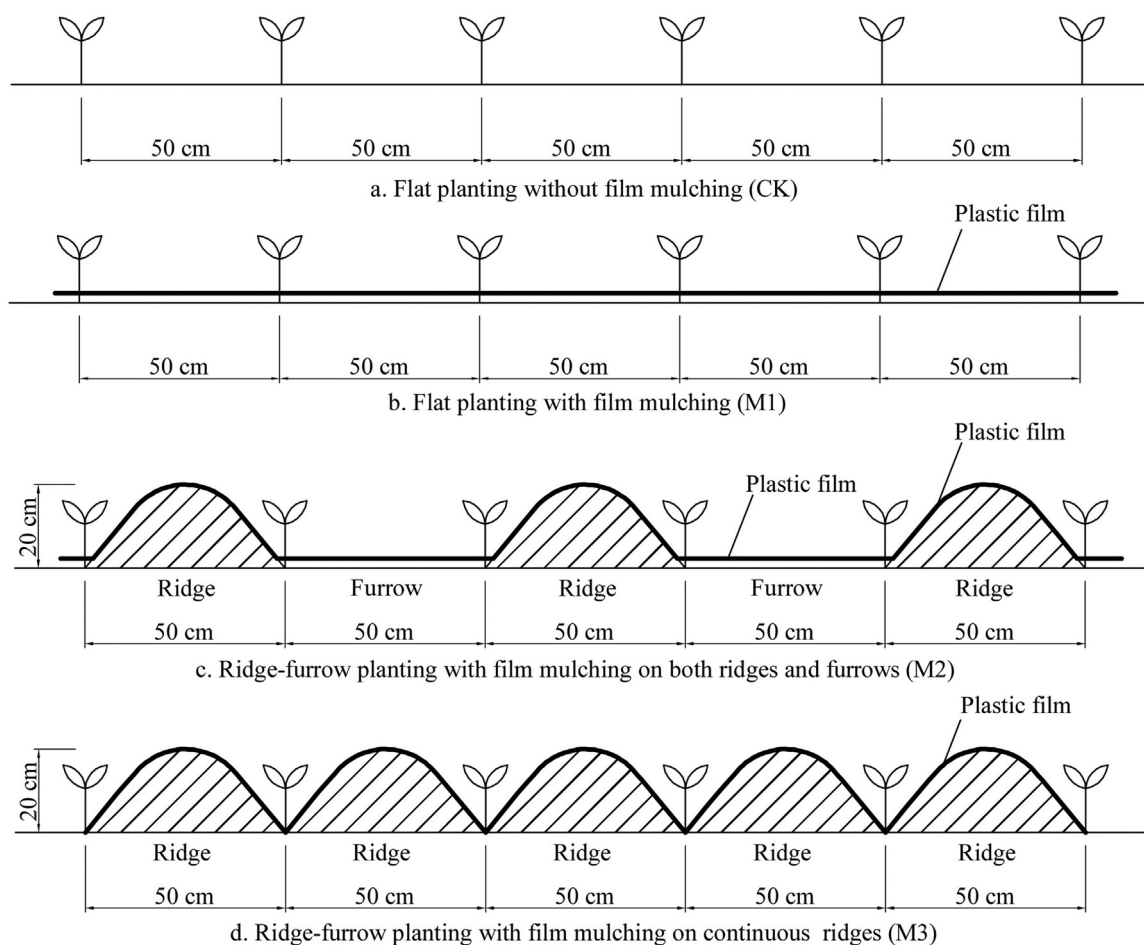 50 cm 50 cm 50 cm 50 cm 50 cm
a. Flat planting without film mulching (CK)
Plastic film
50 cm 50 cm 50 cm 50 cm 50 cm
b. Flat planting with film mulching (M1)
Plastic film
Plastic film
20 cm
Ridge Furrow Ridge Furrow Ridge
50 cm 50 cm 50 cm 50 cm 50 cm
c. Ridge-furrow planting with film mulching on both ridges and furrows (M2)
Plastic film
20 cm
Ridge Ridge Ridge Ridge Ridge
50 cm 50 cm 50 cm 50 cm 50 cm
d. Ridge-furrow planting with film mulching on continuous ridges (M3)